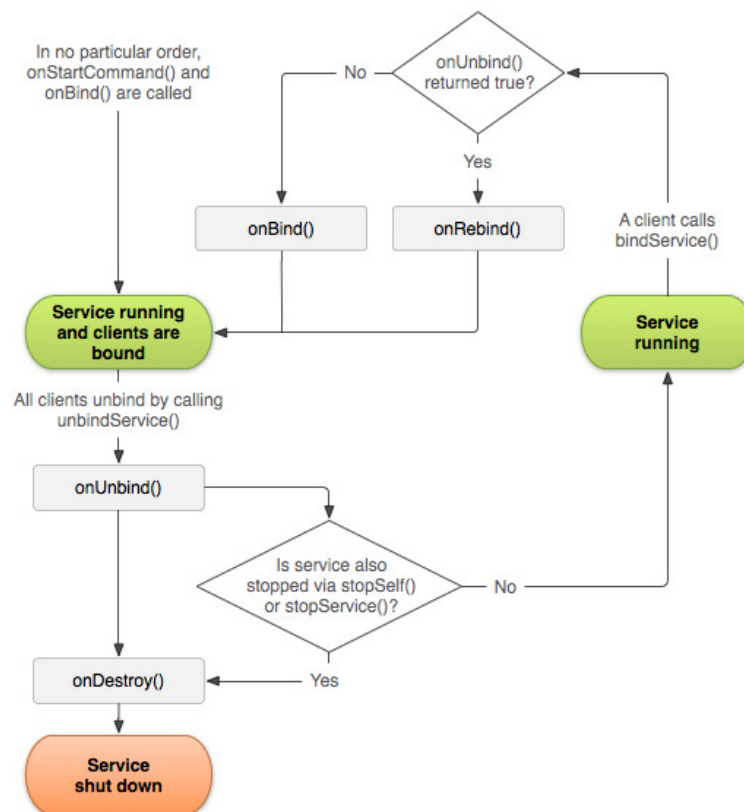 In no particular order,
onStartCommand() and
onBind() are called
onUnbind()
returned true?
No
Yes
onBind()
onRebind()
A client calls
bindService()
Service running
and clients are
bound
Service
running
All clients unbind by calling
unbindService()
onUnbind()
Is service also
stopped via stopSelf()
or stopService()?
No
Yes
onDestroy()
Service
shut down